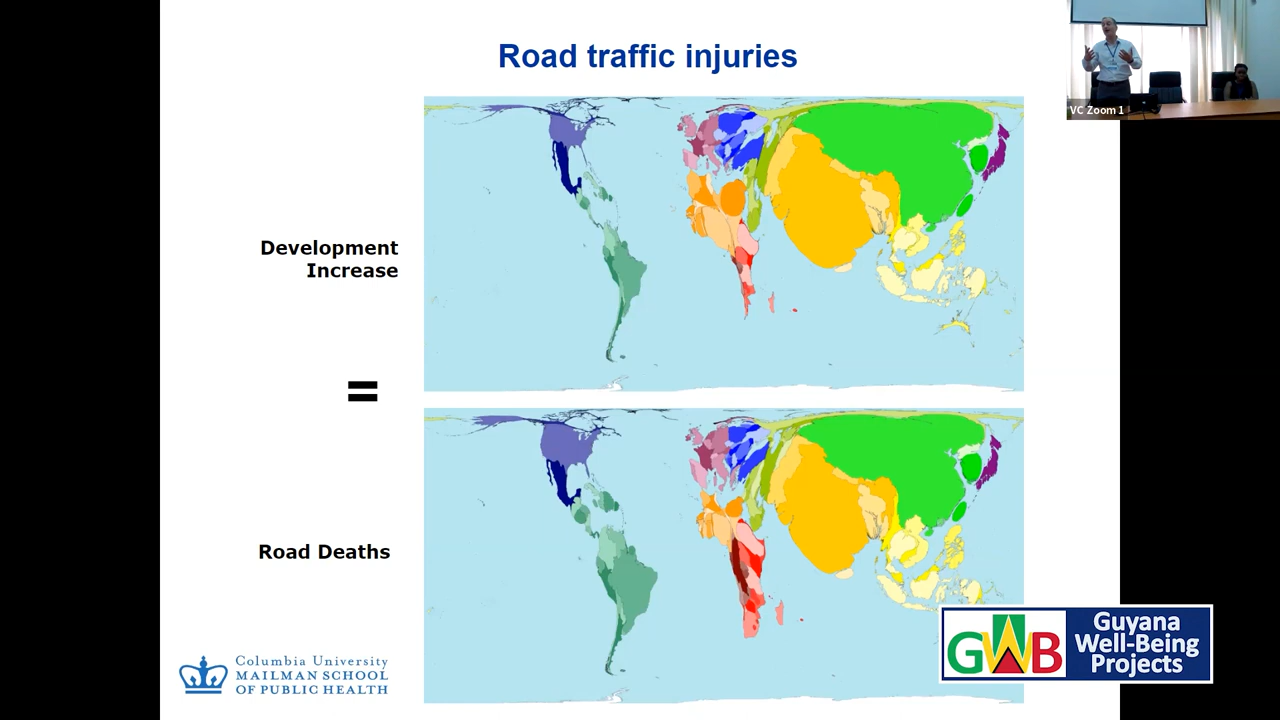 Road traffic injuries
VC Zoom 1
Development
Increase
=
Road Deaths
Columbia University
MAILMAN SCHOOL
OF PUBLIC HEALTH
GWB
Guyana
Well-Being
Projects